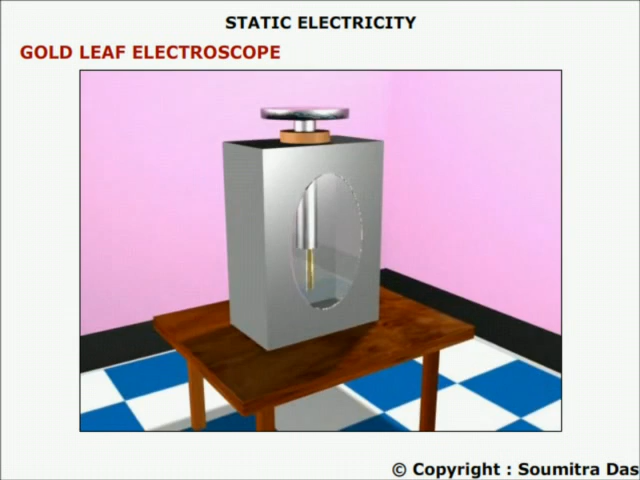 STATIC ELECTRICITY
GOLD LEAF ELECTROSCOPE
© Copyright : Soumitra Das